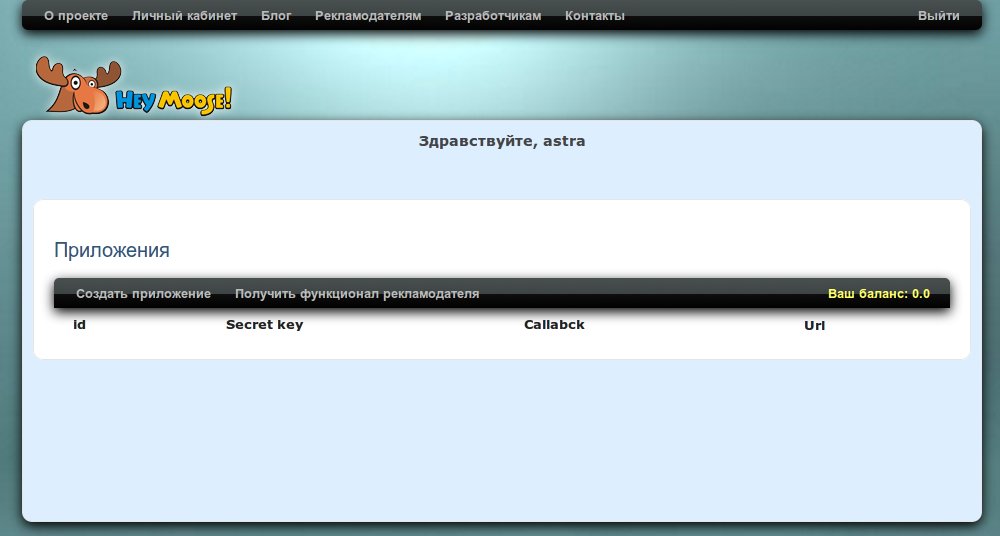 О проекте Личный кабинет Блог Рекламодателям Разработчикам Контакты Выйти
Hey Moose!
Здравствуйте, astra
Приложения
Создать приложение Получить функционал рекламодателя Ваш баланс: 0.0
id Secret key Callabck Url